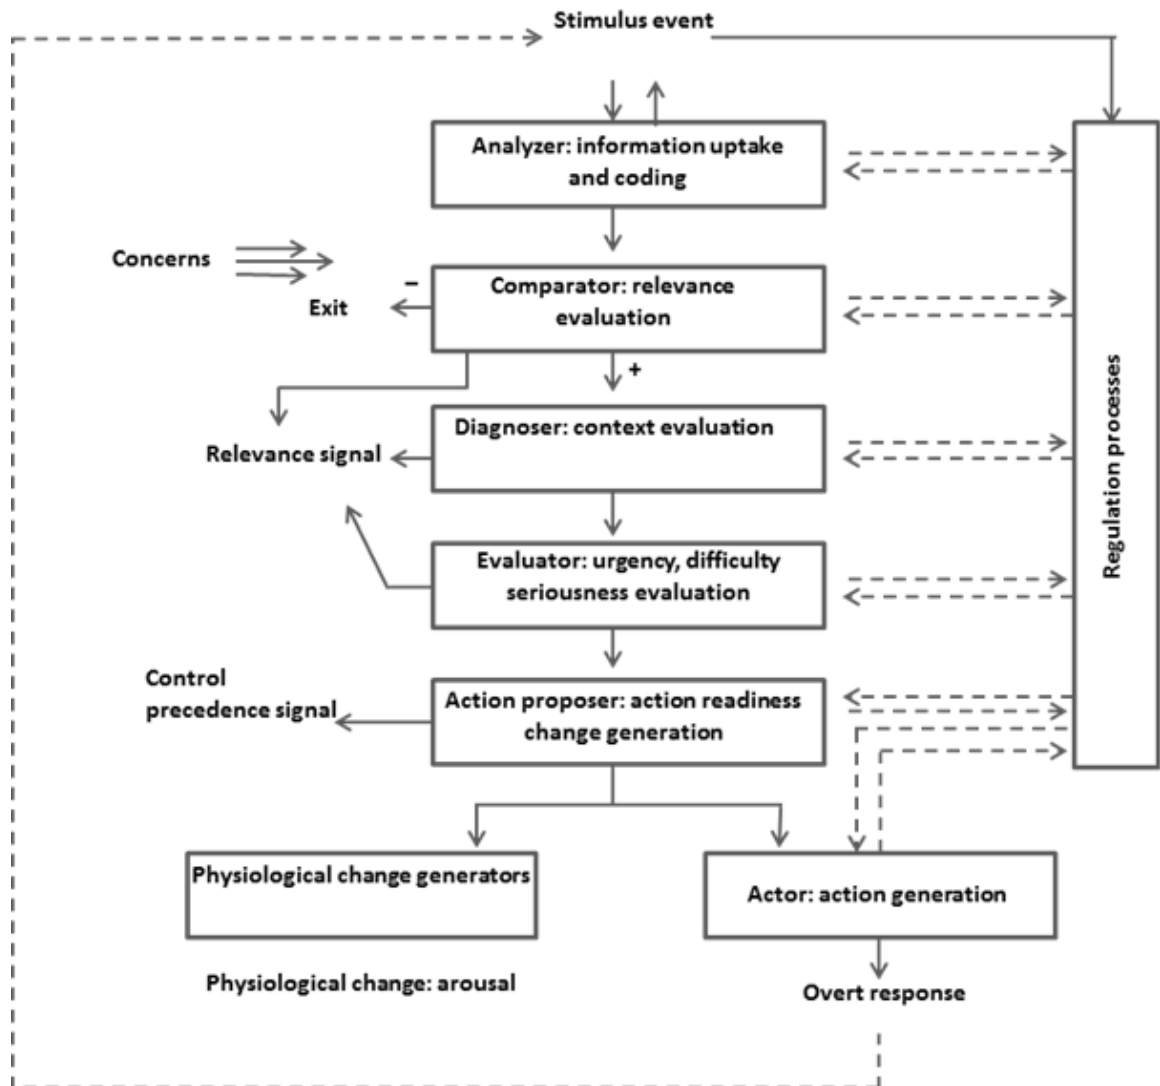 Stimulus event
Analyzer: information uptake
and coding
Concerns
–
Exit
Comparator: relevance
evaluation
+
Relevance signal
Diagnoser: context evaluation
Evaluator: urgency, difficulty
seriousness evaluation
Control
precedence signal
Action proposer: action readiness
change generation
Regulation processes
Physiological change generators
Actor: action generation
Physiological change: arousal
Overt response